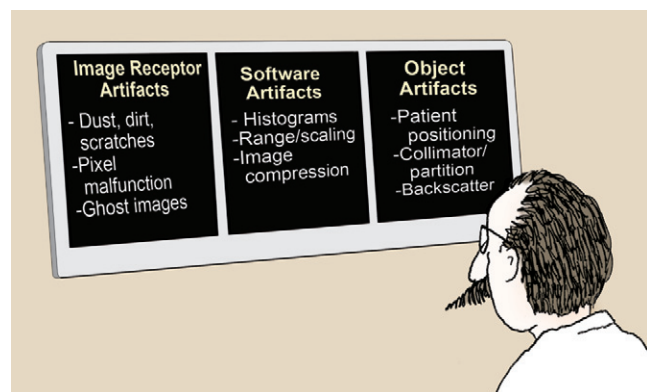 Image Receptor
Artifacts
- Dust, dirt,
scratches
-Pixel
malfunction
-Ghost images
Software
Artifacts
- Histograms
-Range/scaling
-Image
compression
Object
Artifacts
-Patient
positioning
-Collimator/
partition
-Backscatter